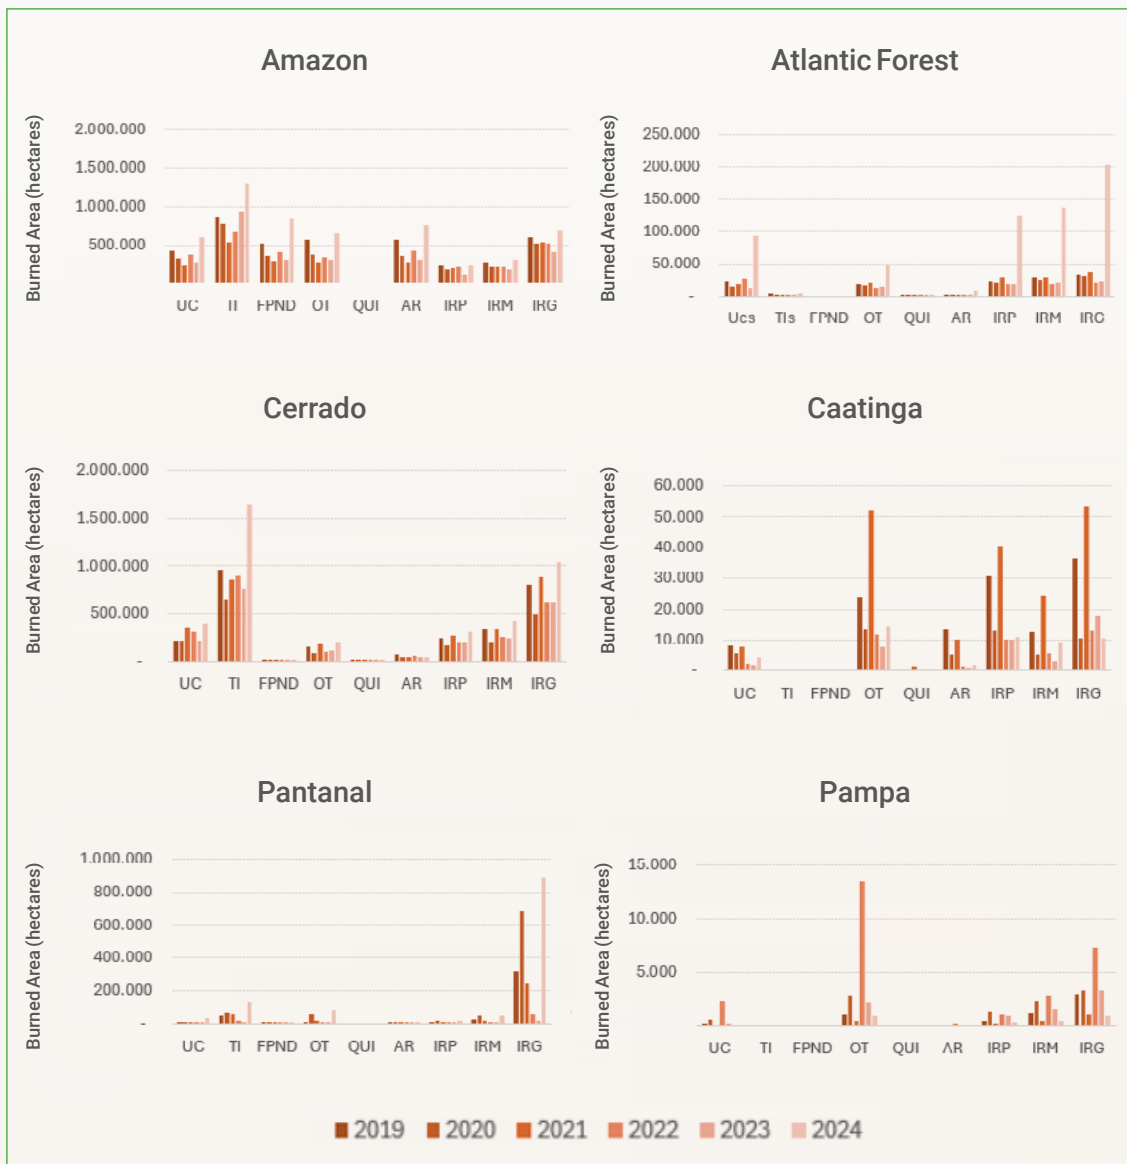 Amazon
Burned Area (hectares)
2.000.000
1.500.000
1.000.000
500.000
UC TI FPND OT QUI AR IRP IRM IRG
Atlantic Forest
Burned Area (hectares)
250.000
200.000
150.000
100.000
50.000
-
Ucs TIs FPND OT QUI AR IRP IRM IRG
Cerrado
Burned Area (hectares)
2.000.000
1.500.000
1.000.000
500.000
-
UC TI FPND OT QUI AR IRP IRM IRG
Caatinga
Burned Area (hectares)
60.000
50.000
40.000
30.000
20.000
10.000
-
UC TI FPND OT QUI AR IRP IRM IRG
Pantanal
Burned Area (hectares)
1.000.000
800.000
600.000
400.000
200.000
-
UC TI FPND OT QUI AR IRP IRM IRG
Pampa
Burned Area (hectares)
15.000
10.000
5.000
-
UC TI FPND OT QUI AR IRP IRM IRG
2019 2020 2021 2022 2023 2024